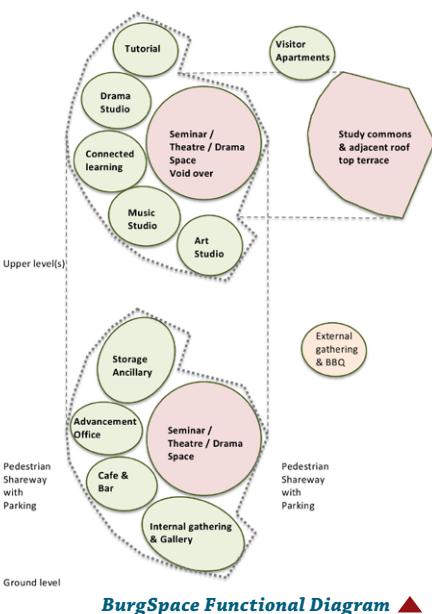 Tutorial
Visitor
Apartments
Drama
Studio
Seminar /
Theatre / Drama
Space
Void over
Study commons
& adjacent roof
top terrace
Connected
learning
Music
Studio
Art
Studio
Upper level(s)
External
gathering
& BBQ
Storage
Ancillary
Advancement
Office
Seminar /
Theatre / Drama
Space
Pedestrian
Shareway
with
Parking
Cafe &
Bar
Pedestrian
Shareway
with
Parking
Internal gathering
& Gallery
Ground level
BurgSpace Functional Diagram